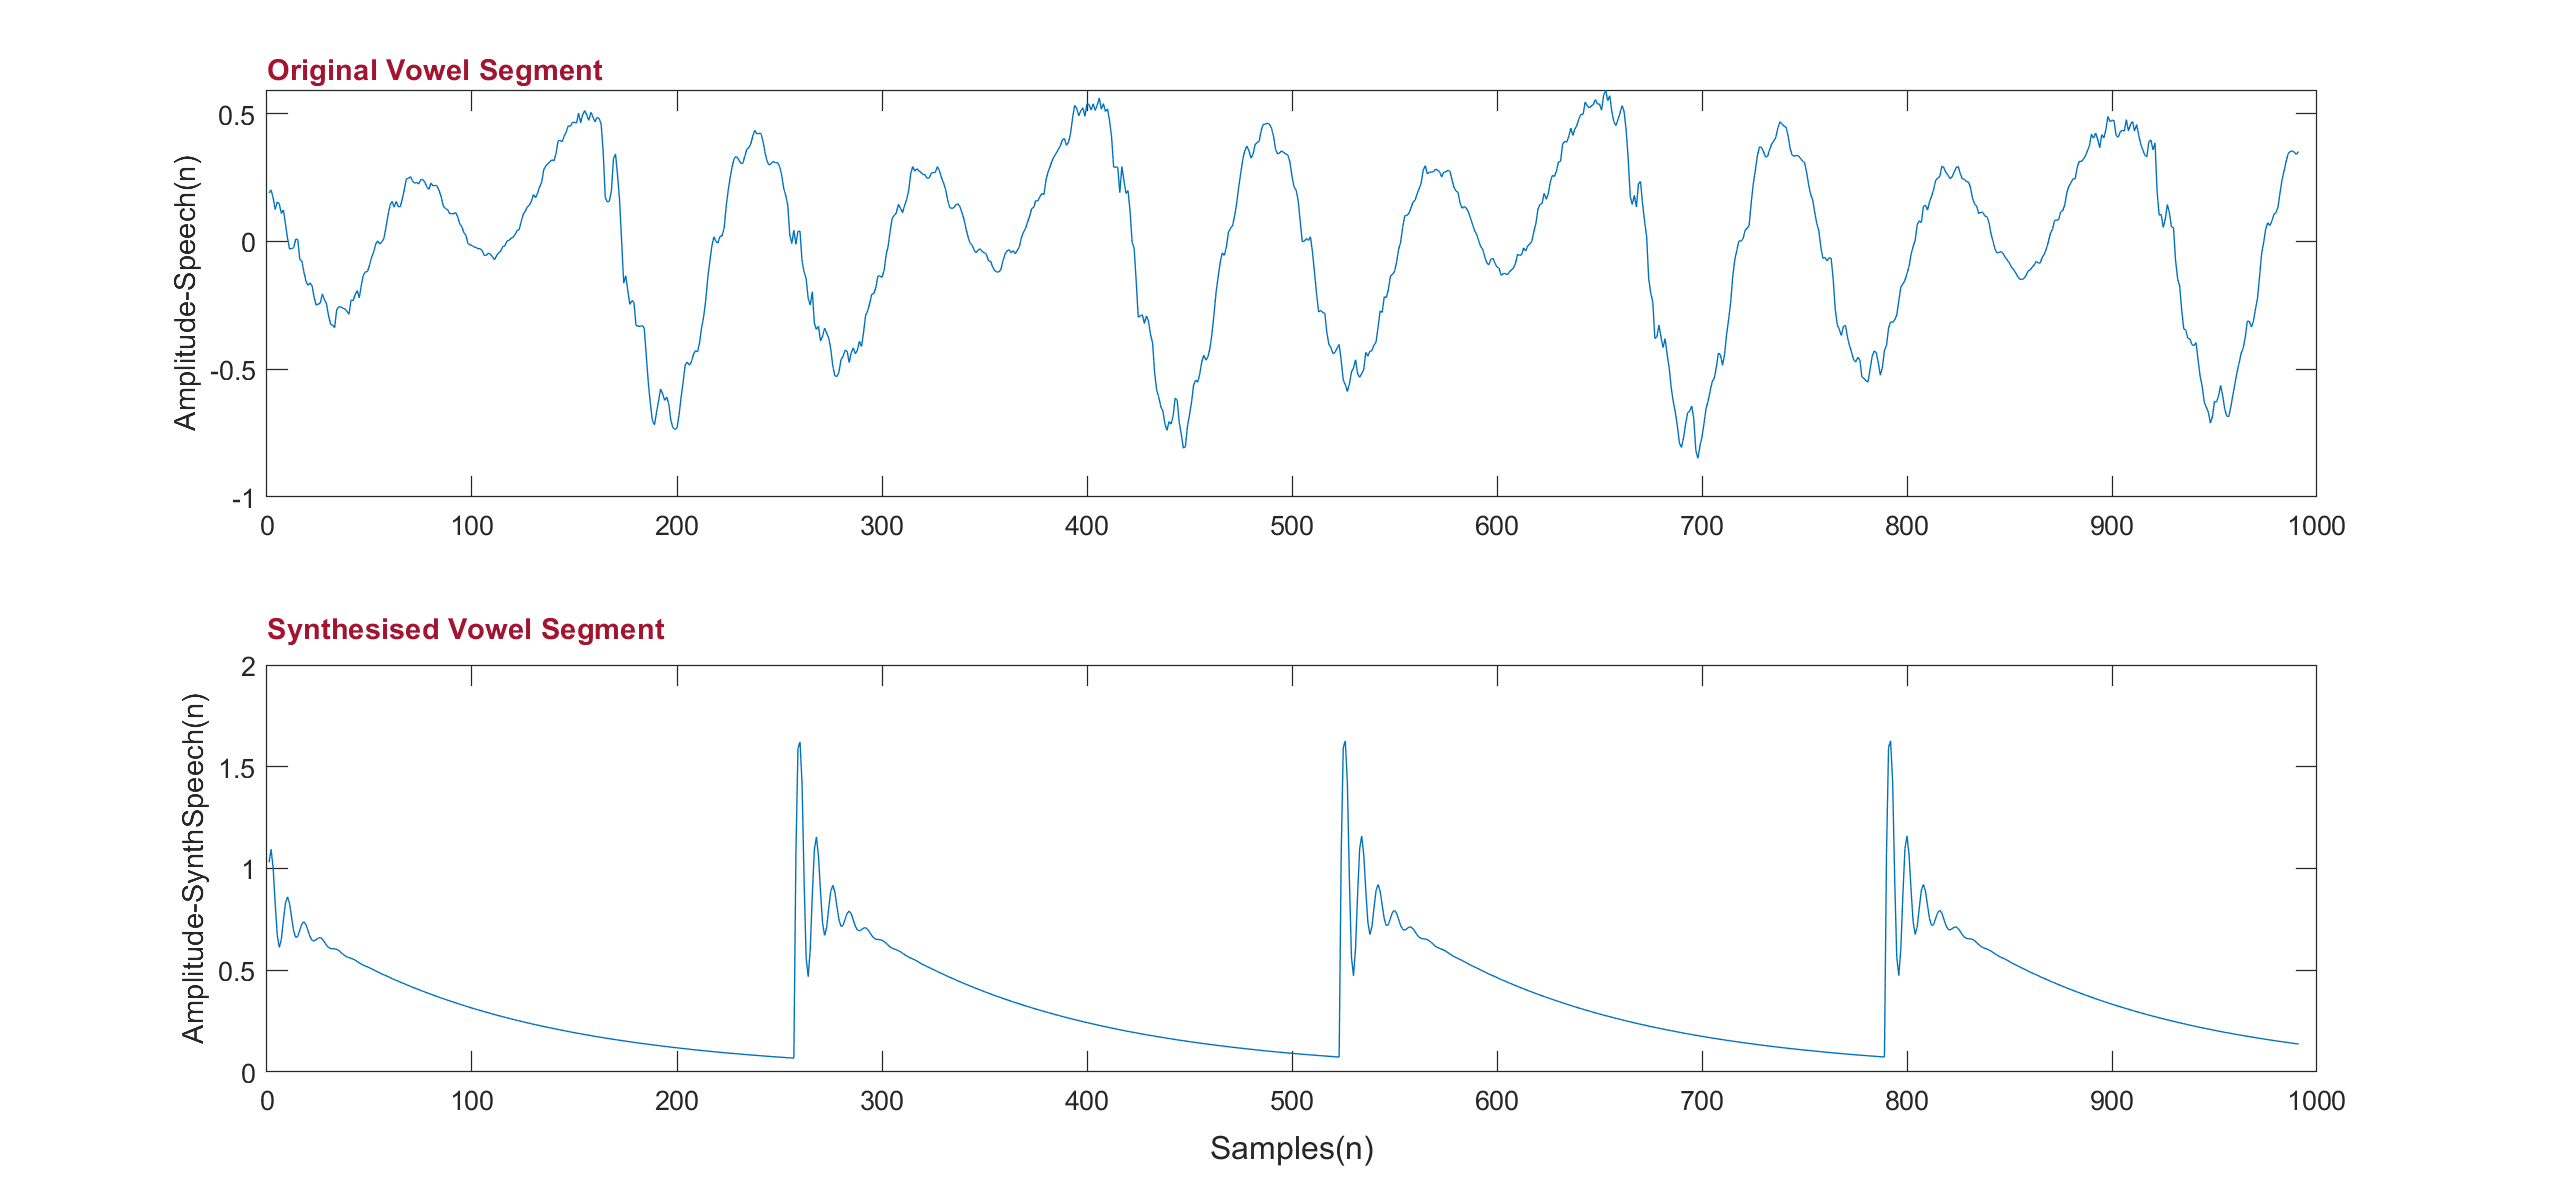 Original Vowel Segment
Amplitude-Speech(n)
0.5
0
-0.5
-1
0 100 200 300 400 500 600 700 800 900 1000
Synthesised Vowel Segment
Amplitude-SynthSpeech(n)
2
1.5
1
0.5
0
0 100 200 300 400 500 600 700 800 900 1000
Samples(n)